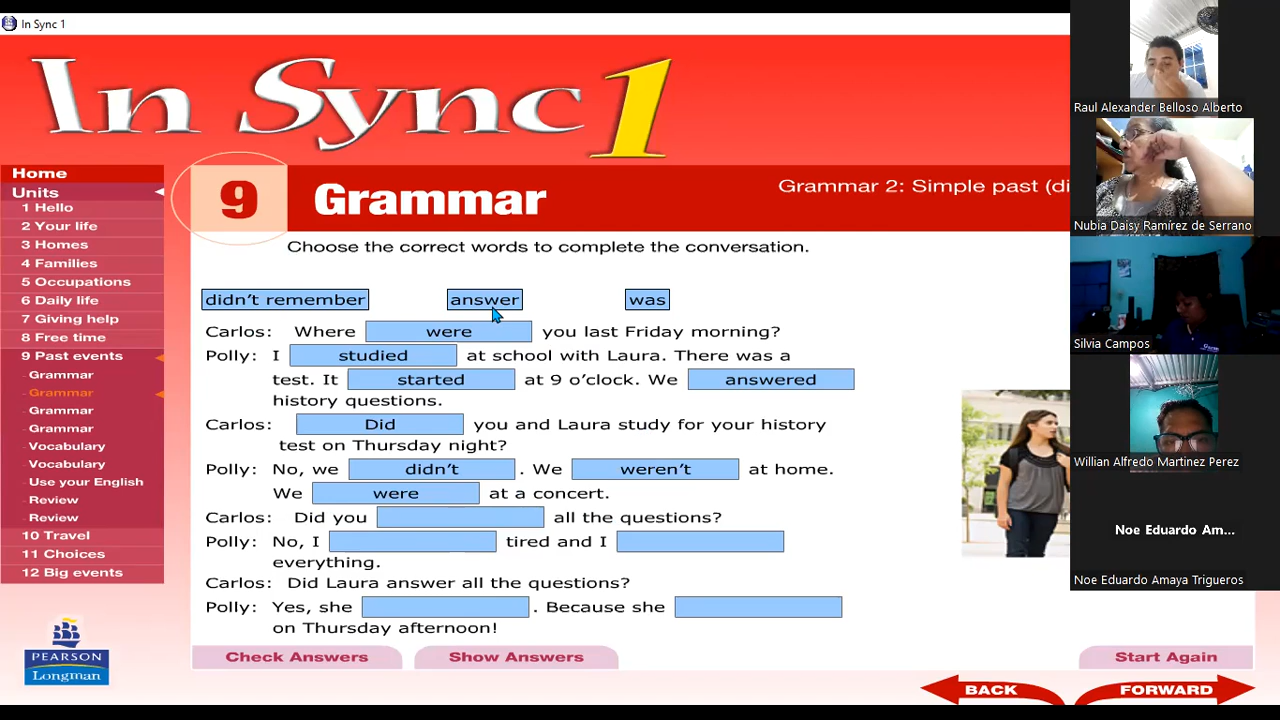 In Sync 1
In Sync 1
Home
Units
1 Hello
2 Your life
3 Homes
4 Families
5 Occupations
6 Daily life
7 Giving help
8 Free time
9 Past events
Grammar
Grammar
Grammar
Grammar
Vocabulary
Vocabulary
Use your English
Review
Review
10 Travel
11 Choices
12 Big events
PEARSON
Longman
9 Grammar
Grammar 2: Simple past (di
Choose the correct words to complete the conversation.
didn't remember answer was
Carlos: Where were you last Friday morning?
Polly: I studied at school with Laura. There was a
test. It started at 9 o'clock. We answered
history questions.
Carlos: Did you and Laura study for your history
test on Thursday night?
Polly: No, we didn't . We weren't at home.
We were at a concert.
Carlos: Did you all the questions?
Polly: No, I tired and I
everything.
Carlos: Did Laura answer all the questions?
Polly: Yes, she . Because she
on Thursday afternoon!
Check Answers Show Answers Start Again
BACK FORWARD
Raul Alexander Belloso Alberto
Nubia Daisy Ramírez de Serrano
Silvia Campos
Willian Alfredo Martinez Perez
Noe Eduardo Am...
Noe Eduardo Amaya Trigueros